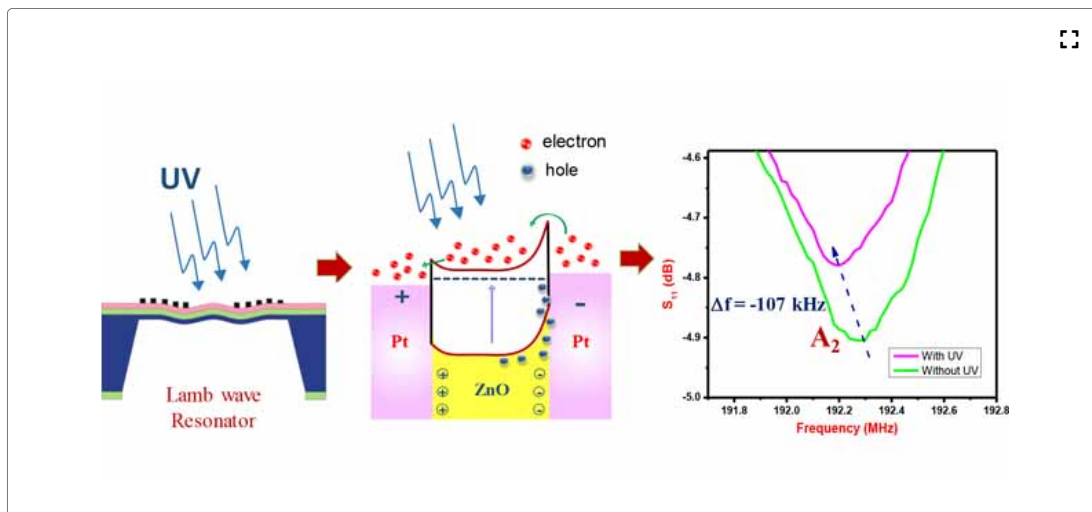 UV
Lamb wave
Resonator
electron
hole
+
-
Pt
Pt
ZnO
+ -
+ -
+ -
S11 (dB)
-4.6
-4.7
-4.8
-4.9
-5.0
Δf = -107 kHz
A2
With UV
Without UV
191.8 192.0 192.2 192.4 192.6 192.8
Frequency (MHz)